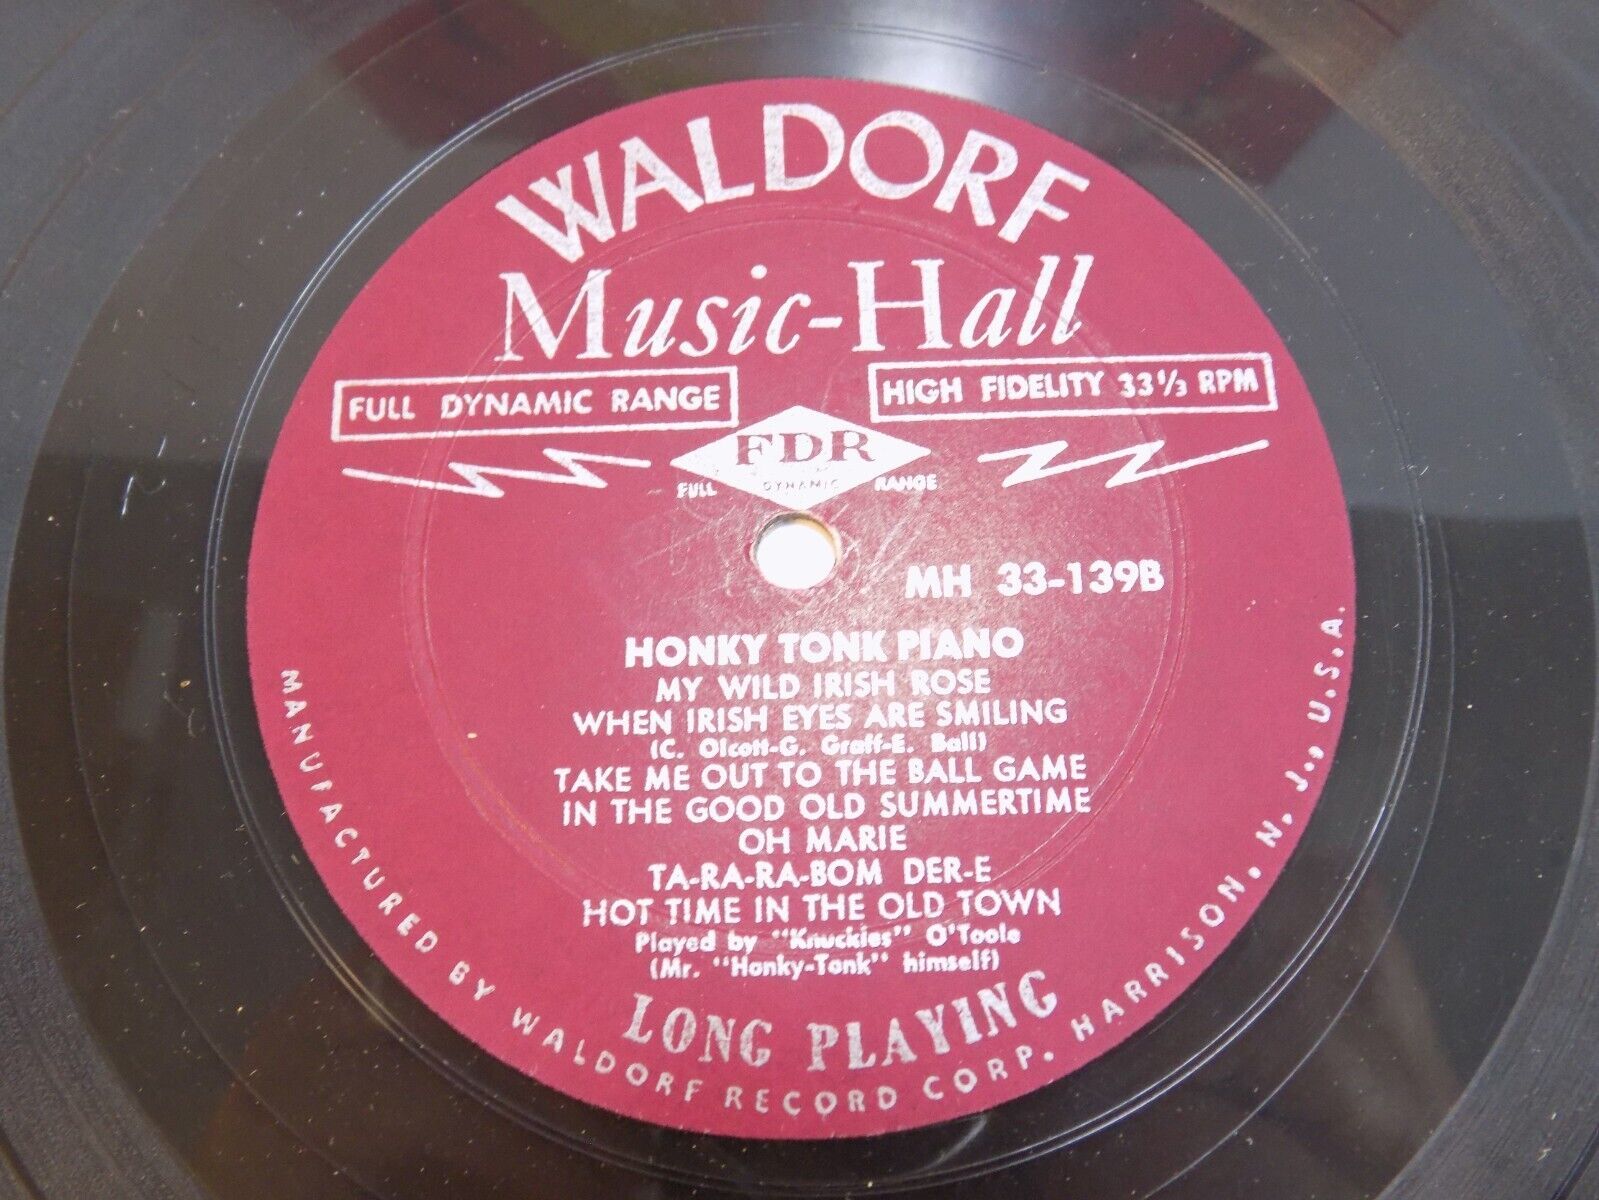 WALDORF
Music-Hall
FULL DYNAMIC RANGE
HIGH FIDELITY 33 1/3 RPM
FDR
FULL DYNAMIC RANGE
MH 33-139B
HONKY TONK PIANO
MY WILD IRISH ROSE
WHEN IRISH EYES ARE SMILING
(C. Olcott-G. Graff-E. Ball)
TAKE ME OUT TO THE BALL GAME
IN THE GOOD OLD SUMMERTIME
OH MARIE
TA-RA-RA-BOM DER-E
HOT TIME IN THE OLD TOWN
Played by "Knuckles" O'Toole
(Mr. "Honky-Tonk" himself)
LONG PLAYING
MANUFACTURED BY WALDORF RECORD CORP. HARRISON, N. J., U.S.A.